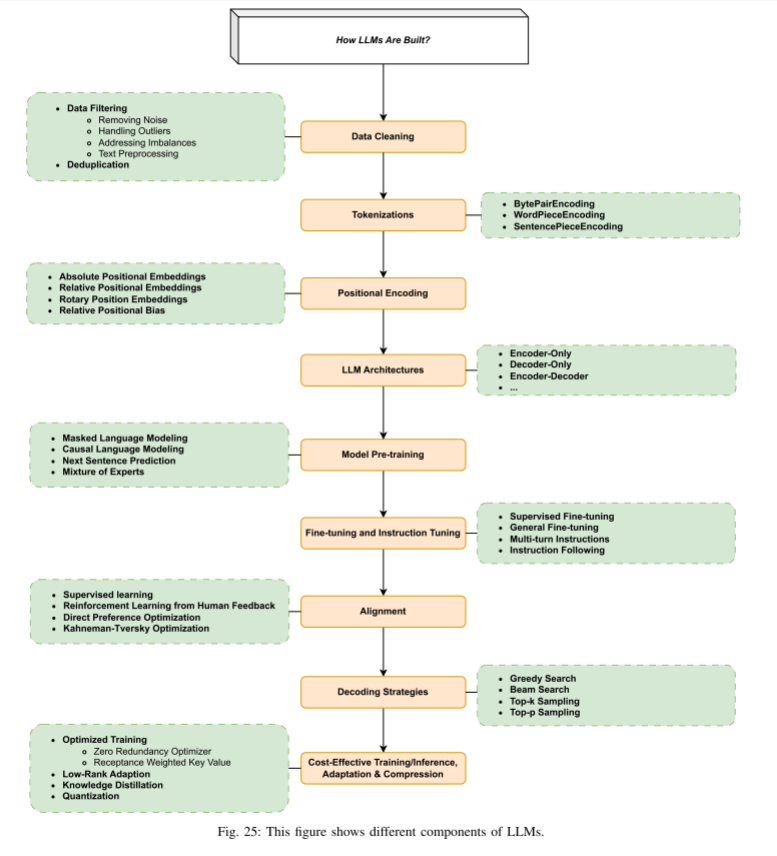 How LLMs Are Built?
Data Filtering
Removing Noise
Handling Outliers
Addressing Imbalances
Text Preprocessing
Deduplication
Data Cleaning
Tokenizations
BytePairEncoding
WordPieceEncoding
SentencePieceEncoding
Absolute Positional Embeddings
Relative Positional Embeddings
Rotary Position Embeddings
Relative Positional Bias
Positional Encoding
LLM Architectures
Encoder-Only
Decoder-Only
Encoder-Decoder
...
Masked Language Modeling
Causal Language Modeling
Next Sentence Prediction
Mixture of Experts
Model Pre-training
Fine-tuning and Instruction Tuning
Supervised Fine-tuning
General Fine-tuning
Multi-turn Instructions
Instruction Following
Supervised learning
Reinforcement Learning from Human Feedback
Direct Preference Optimization
Kahneman-Tversky Optimization
Alignment
Decoding Strategies
Greedy Search
Beam Search
Top-k Sampling
Top-p Sampling
Optimized Training
Zero Redundancy Optimizer
Receptance Weighted Key Value
Low-Rank Adaption
Knowledge Distillation
Quantization
Cost-Effective Training/Inference,
Adaptation & Compression
Fig. 25: This figure shows different components of LLMs.